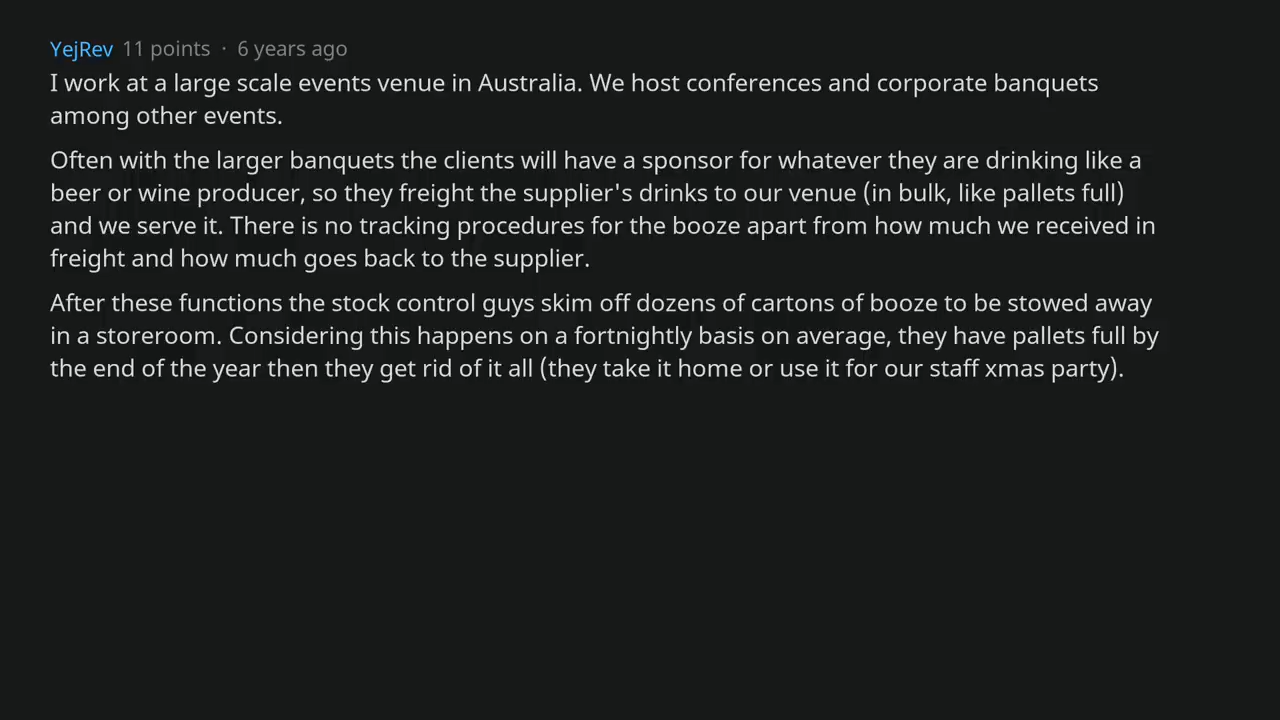 YejRev 11 points · 6 years ago
I work at a large scale events venue in Australia. We host conferences and corporate banquets
among other events.
Often with the larger banquets the clients will have a sponsor for whatever they are drinking like a
beer or wine producer, so they freight the supplier's drinks to our venue (in bulk, like pallets full)
and we serve it. There is no tracking procedures for the booze apart from how much we received in
freight and how much goes back to the supplier.
After these functions the stock control guys skim off dozens of cartons of booze to be stowed away
in a storeroom. Considering this happens on a fortnightly basis on average, they have pallets full by
the end of the year then they get rid of it all (they take it home or use it for our staff xmas party).